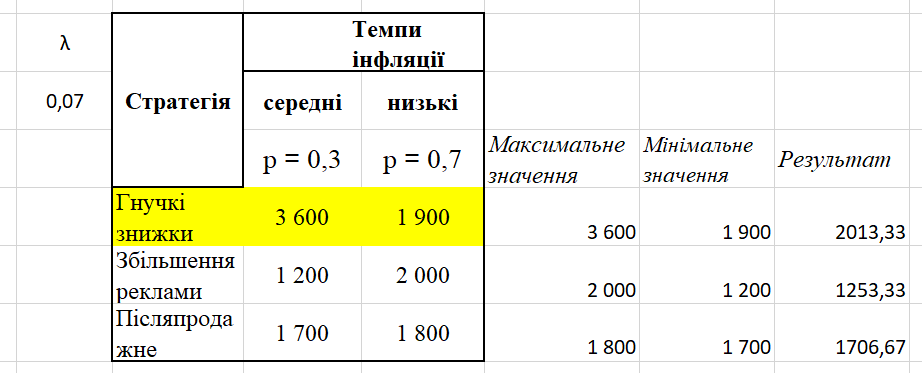 λ
0,07
Стратегія
Темпи
інфляції
середні
низькі
p = 0,3
p = 0,7
Максимальне
значення
Мінімальне
значення
Результат
Гнучкі
знижки
3 600
1 900
3 600
1 900
2013,33
Збільшення
реклами
1 200
2 000
2 000
1 200
1253,33
Післяпрода
жне
1 700
1 800
1 800
1 700
1706,67